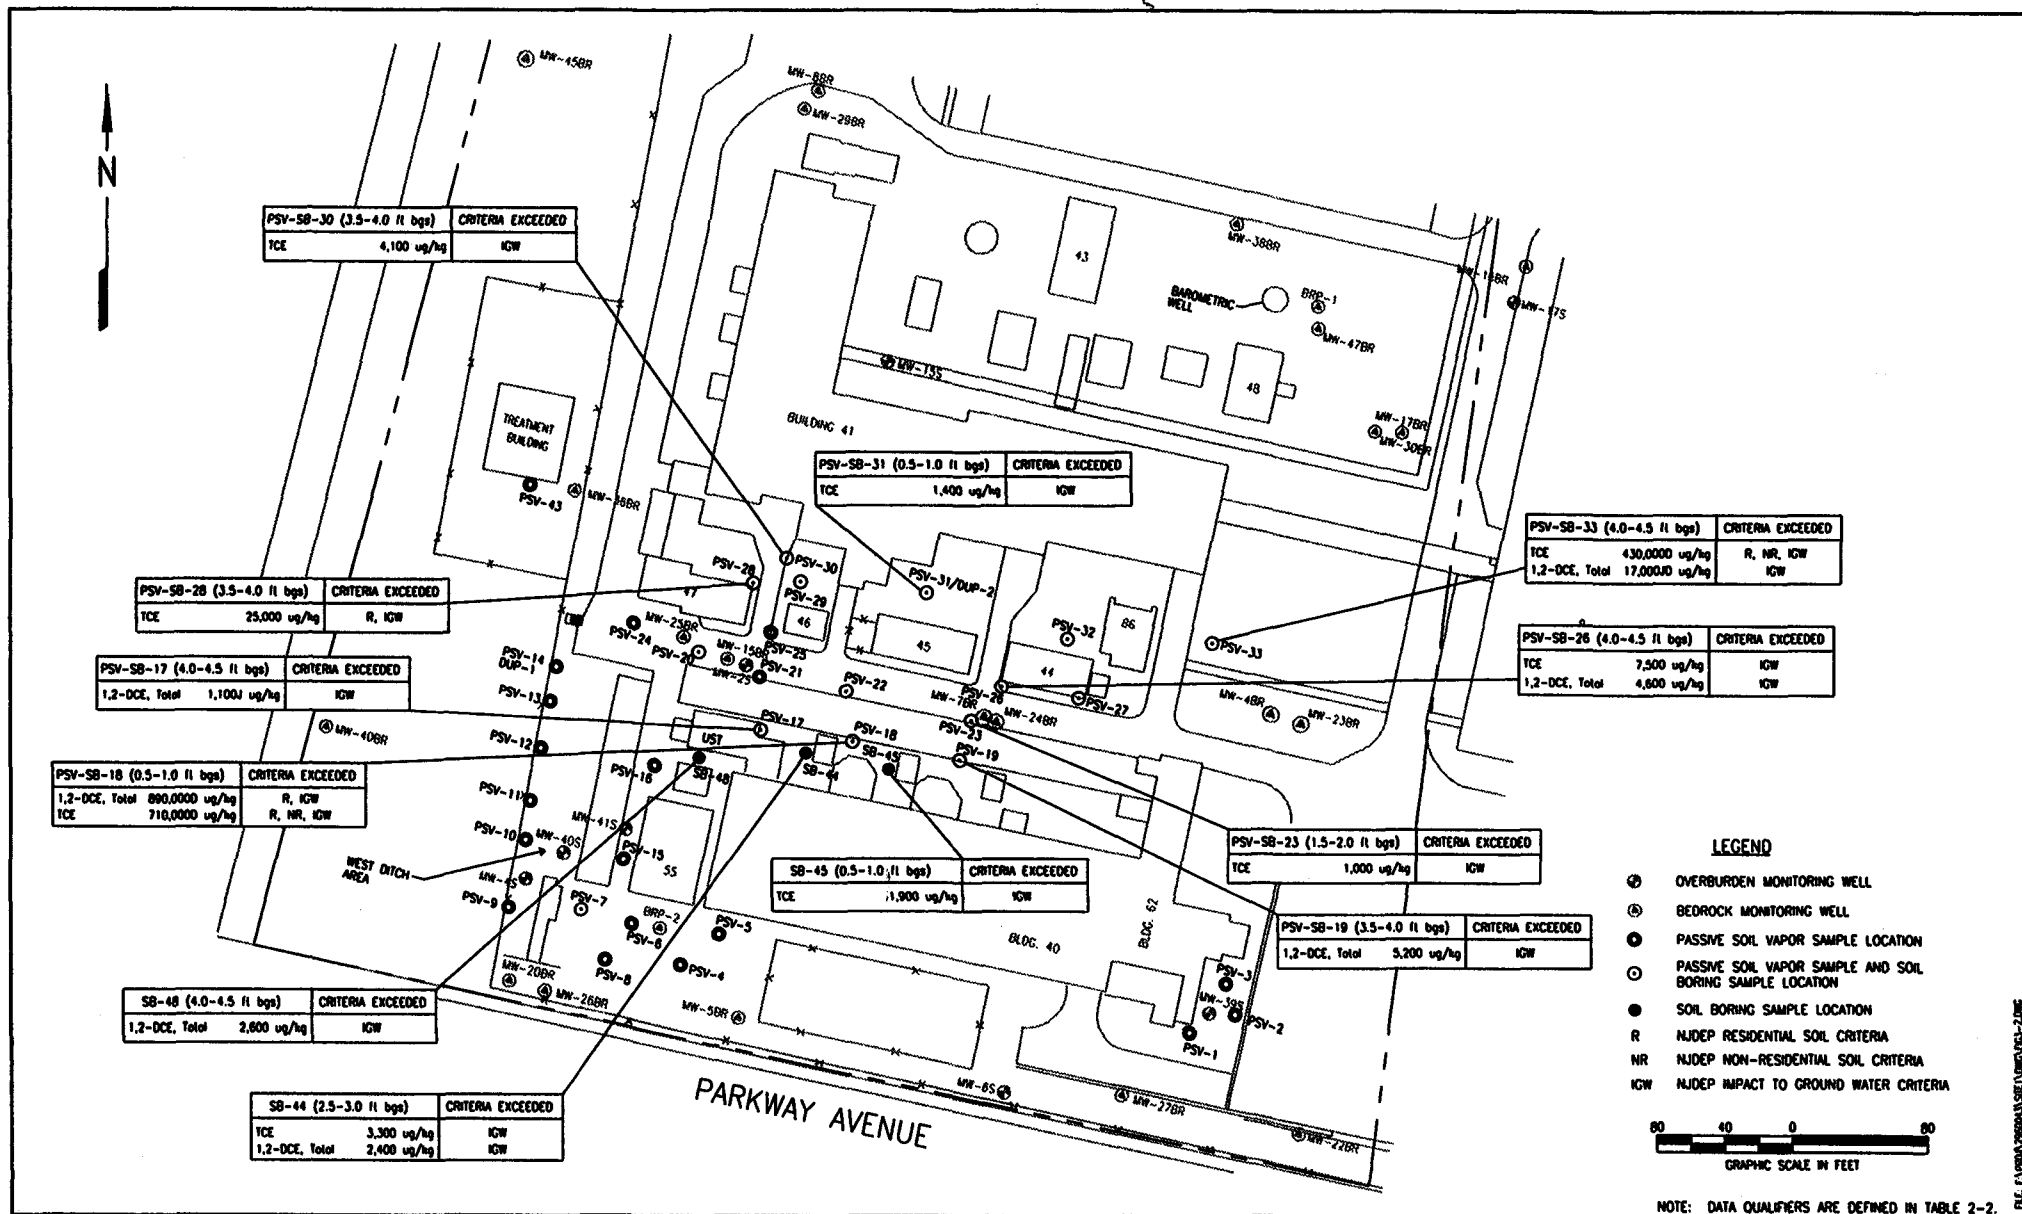 MW-45BR
MW-8BR
MW-29BR
N
PSV-SB-30 (3.5-4.0 ft bgs) CRITERIA EXCEEDED
TCE 4,100 ug/kg IGW
43
MW-38BR
MW-16BR
MW-17S
BAROMETRIC
WELL
BRP-1
MW-47BR
MW-13S
48
TREATMENT
BUILDING
BUILDING 41
MW-17BR
MW-30BR
PSV-SB-31 (0.5-1.0 ft bgs) CRITERIA EXCEEDED
TCE 1,400 ug/kg IGW
PSV-43
PSV-SB-33 (4.0-4.5 ft bgs) CRITERIA EXCEEDED
TCE 430,000D ug/kg R, NR, IGW
1,2-DCE, Total 17,000JD ug/kg IGW
PSV-28
PSV-30
PSV-29
PSV-31/DUP-2
PSV-SB-28 (3.5-4.0 ft bgs) CRITERIA EXCEEDED
TCE 25,000 ug/kg R, IGW
47
46
45
PSV-32
86
PSV-33
PSV-24
MW-25BR
PSV-20
MW-15BR
MW-2S
PSV-25
PSV-21
PSV-22
44
PSV-SB-26 (4.0-4.5 ft bgs) CRITERIA EXCEEDED
TCE 7,500 ug/kg IGW
1,2-DCE, Total 4,600 ug/kg IGW
PSV-14
DUP-1
PSV-SB-17 (4.0-4.5 ft bgs) CRITERIA EXCEEDED
1,2-DCE, Total 1,100J ug/kg IGW
PSV-13
PSV-26
PSV-27
MW-7BR
MW-24BR
PSV-23
MW-4BR
MW-23BR
MW-40BR
PSV-12
UST
PSV-17
PSV-18
PSV-19
PSV-SB-18 (0.5-1.0 ft bgs) CRITERIA EXCEEDED
1,2-DCE, Total 890,000D ug/kg R, IGW
TCE 710,000D ug/kg R, NR, IGW
PSV-16
SB-48
SB-44
SB-45
PSV-11
PSV-10
MW-40S
MW-41S
PSV-15
WEST DITCH
AREA
MW-4S
PSV-9
55
PSV-7
BRP-2
PSV-6
PSV-5
PSV-8
PSV-4
SB-45 (0.5-1.0 ft bgs) CRITERIA EXCEEDED
TCE 1,900 ug/kg IGW
PSV-SB-23 (1.5-2.0 ft bgs) CRITERIA EXCEEDED
TCE 1,000 ug/kg IGW
BLDG. 40
BLDG. 62
PSV-SB-19 (3.5-4.0 ft bgs) CRITERIA EXCEEDED
1,2-DCE, Total 5,200 ug/kg IGW
MW-20BR
MW-26BR
MW-5BR
PSV-3
MW-39S
PSV-2
PSV-1
SB-48 (4.0-4.5 ft bgs) CRITERIA EXCEEDED
1,2-DCE, Total 2,600 ug/kg IGW
SB-44 (2.5-3.0 ft bgs) CRITERIA EXCEEDED
TCE 3,300 ug/kg IGW
1,2-DCE, Total 2,400 ug/kg IGW
MW-6S
MW-27BR
MW-22BR
PARKWAY AVENUE
LEGEND
OVERBURDEN MONITORING WELL
BEDROCK MONITORING WELL
PASSIVE SOIL VAPOR SAMPLE LOCATION
PASSIVE SOIL VAPOR SAMPLE AND SOIL
BORING SAMPLE LOCATION
SOIL BORING SAMPLE LOCATION
R NJDEP RESIDENTIAL SOIL CRITERIA
NR NJDEP NON-RESIDENTIAL SOIL CRITERIA
IGW NJDEP IMPACT TO GROUND WATER CRITERIA
80 40 0 80
GRAPHIC SCALE IN FEET
NOTE: DATA QUALIFIERS ARE DEFINED IN TABLE 2-2.